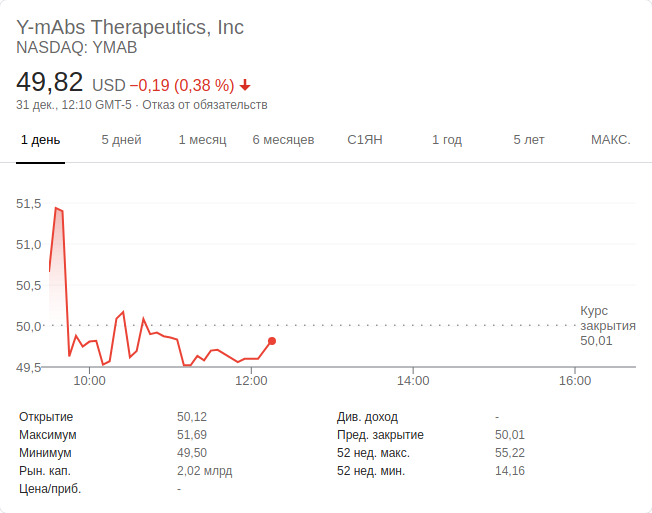 Y-mAbs Therapeutics, Inc
NASDAQ: YMAB
49,82 USD −0,19 (0,38 %)
31 дек., 12:10 GMT-5 · Отказ от обязательств
1 день 5 дней 1 месяц 6 месяцев С1ЯН 1 год 5 лет МАКС.
51,5
51,0
50,5
50,0
49,5
Курс
закрытия
50,01
10:00 12:00 14:00 16:00
Открытие 50,12 Див. доход -
Максимум 51,69 Пред. закрытие 50,01
Минимум 49,50 52 нед. макс. 55,22
Рын. кап. 2,02 млрд 52 нед. мин. 14,16
Цена/приб. -